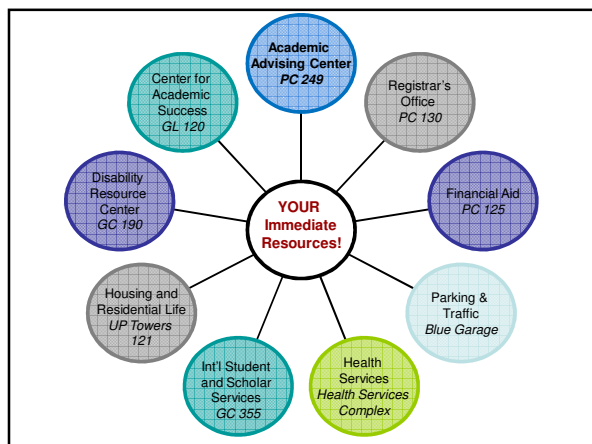 Academic
Advising Center
PC 249
Registrar's
Office
PC 130
Financial Aid
PC 125
Parking &
Traffic
Blue Garage
Health
Services
Health Services
Complex
Int'l Student
and Scholar
Services
GC 355
Housing and
Residential Life
UP Towers
121
Disability
Resource
Center
GC 190
Center for
Academic
Success
GL 120
YOUR
Immediate
Resources!